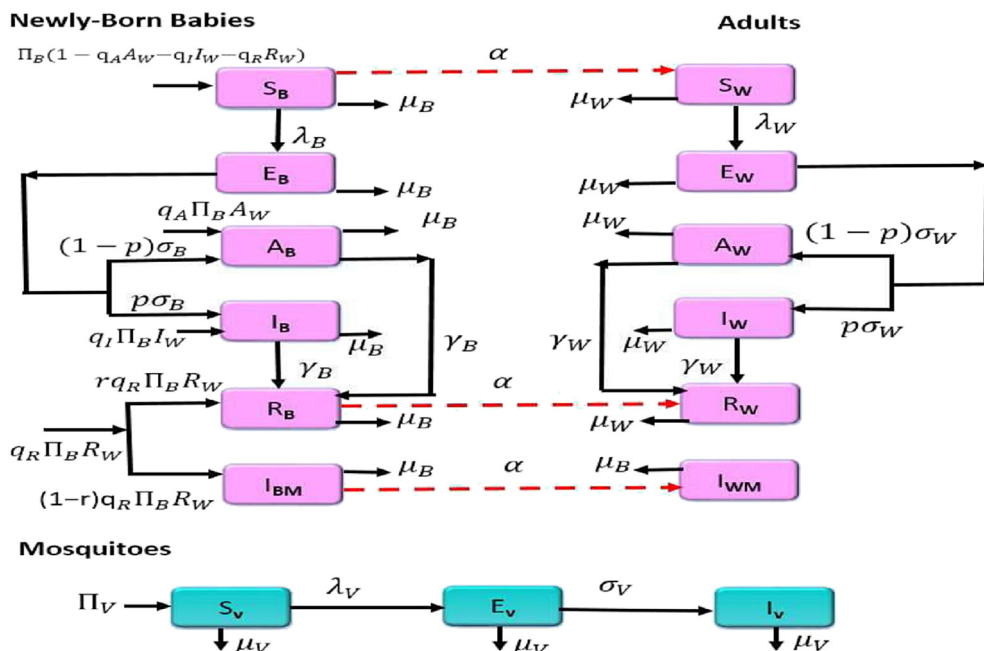 Newly-Born Babies
Adults
Π_B(1 − q_A A_W−q_I I_W−q_R R_W)
α
S_B
S_W
μ_B
μ_W
λ_B
λ_W
E_B
E_W
μ_B
μ_W
q_A Π_B A_W
μ_B
μ_W
(1 − p)σ_B
A_B
A_W
(1 − p)σ_W
pσ_B
I_B
I_W
pσ_W
q_I Π_B I_W
μ_B
γ_B
γ_W
μ_W
γ_B
γ_W
rq_R Π_B R_W
α
R_B
R_W
q_R Π_B R_W
μ_B
μ_W
μ_B
α
μ_B
I_BM
I_WM
(1−r)q_R Π_B R_W
Mosquitoes
Π_V
S_v
λ_V
E_v
σ_V
I_v
μ_V
μ_V
μ_V